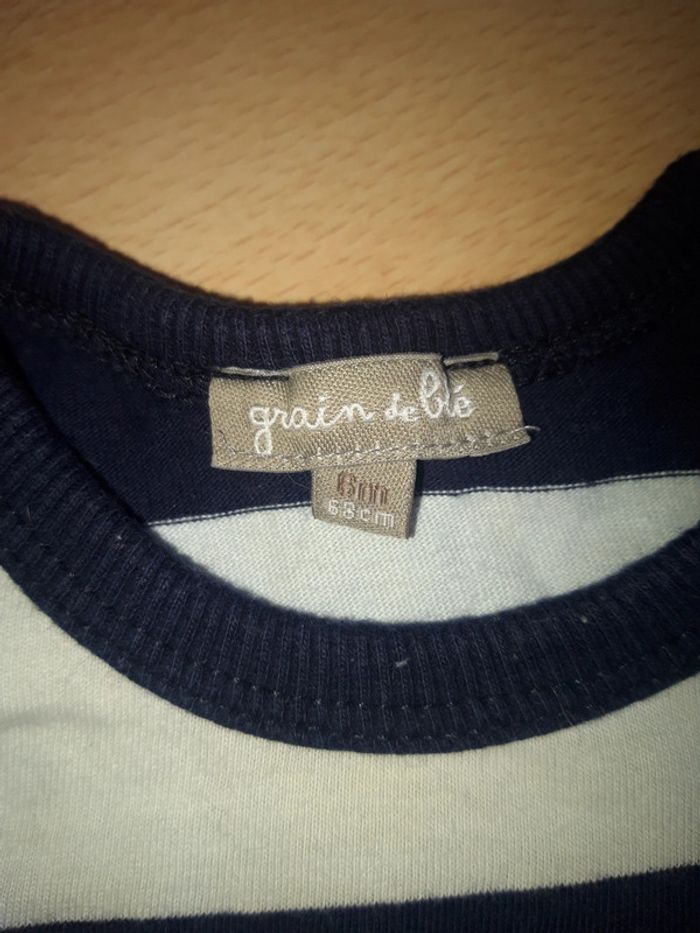 grain de blé
6m
68cm